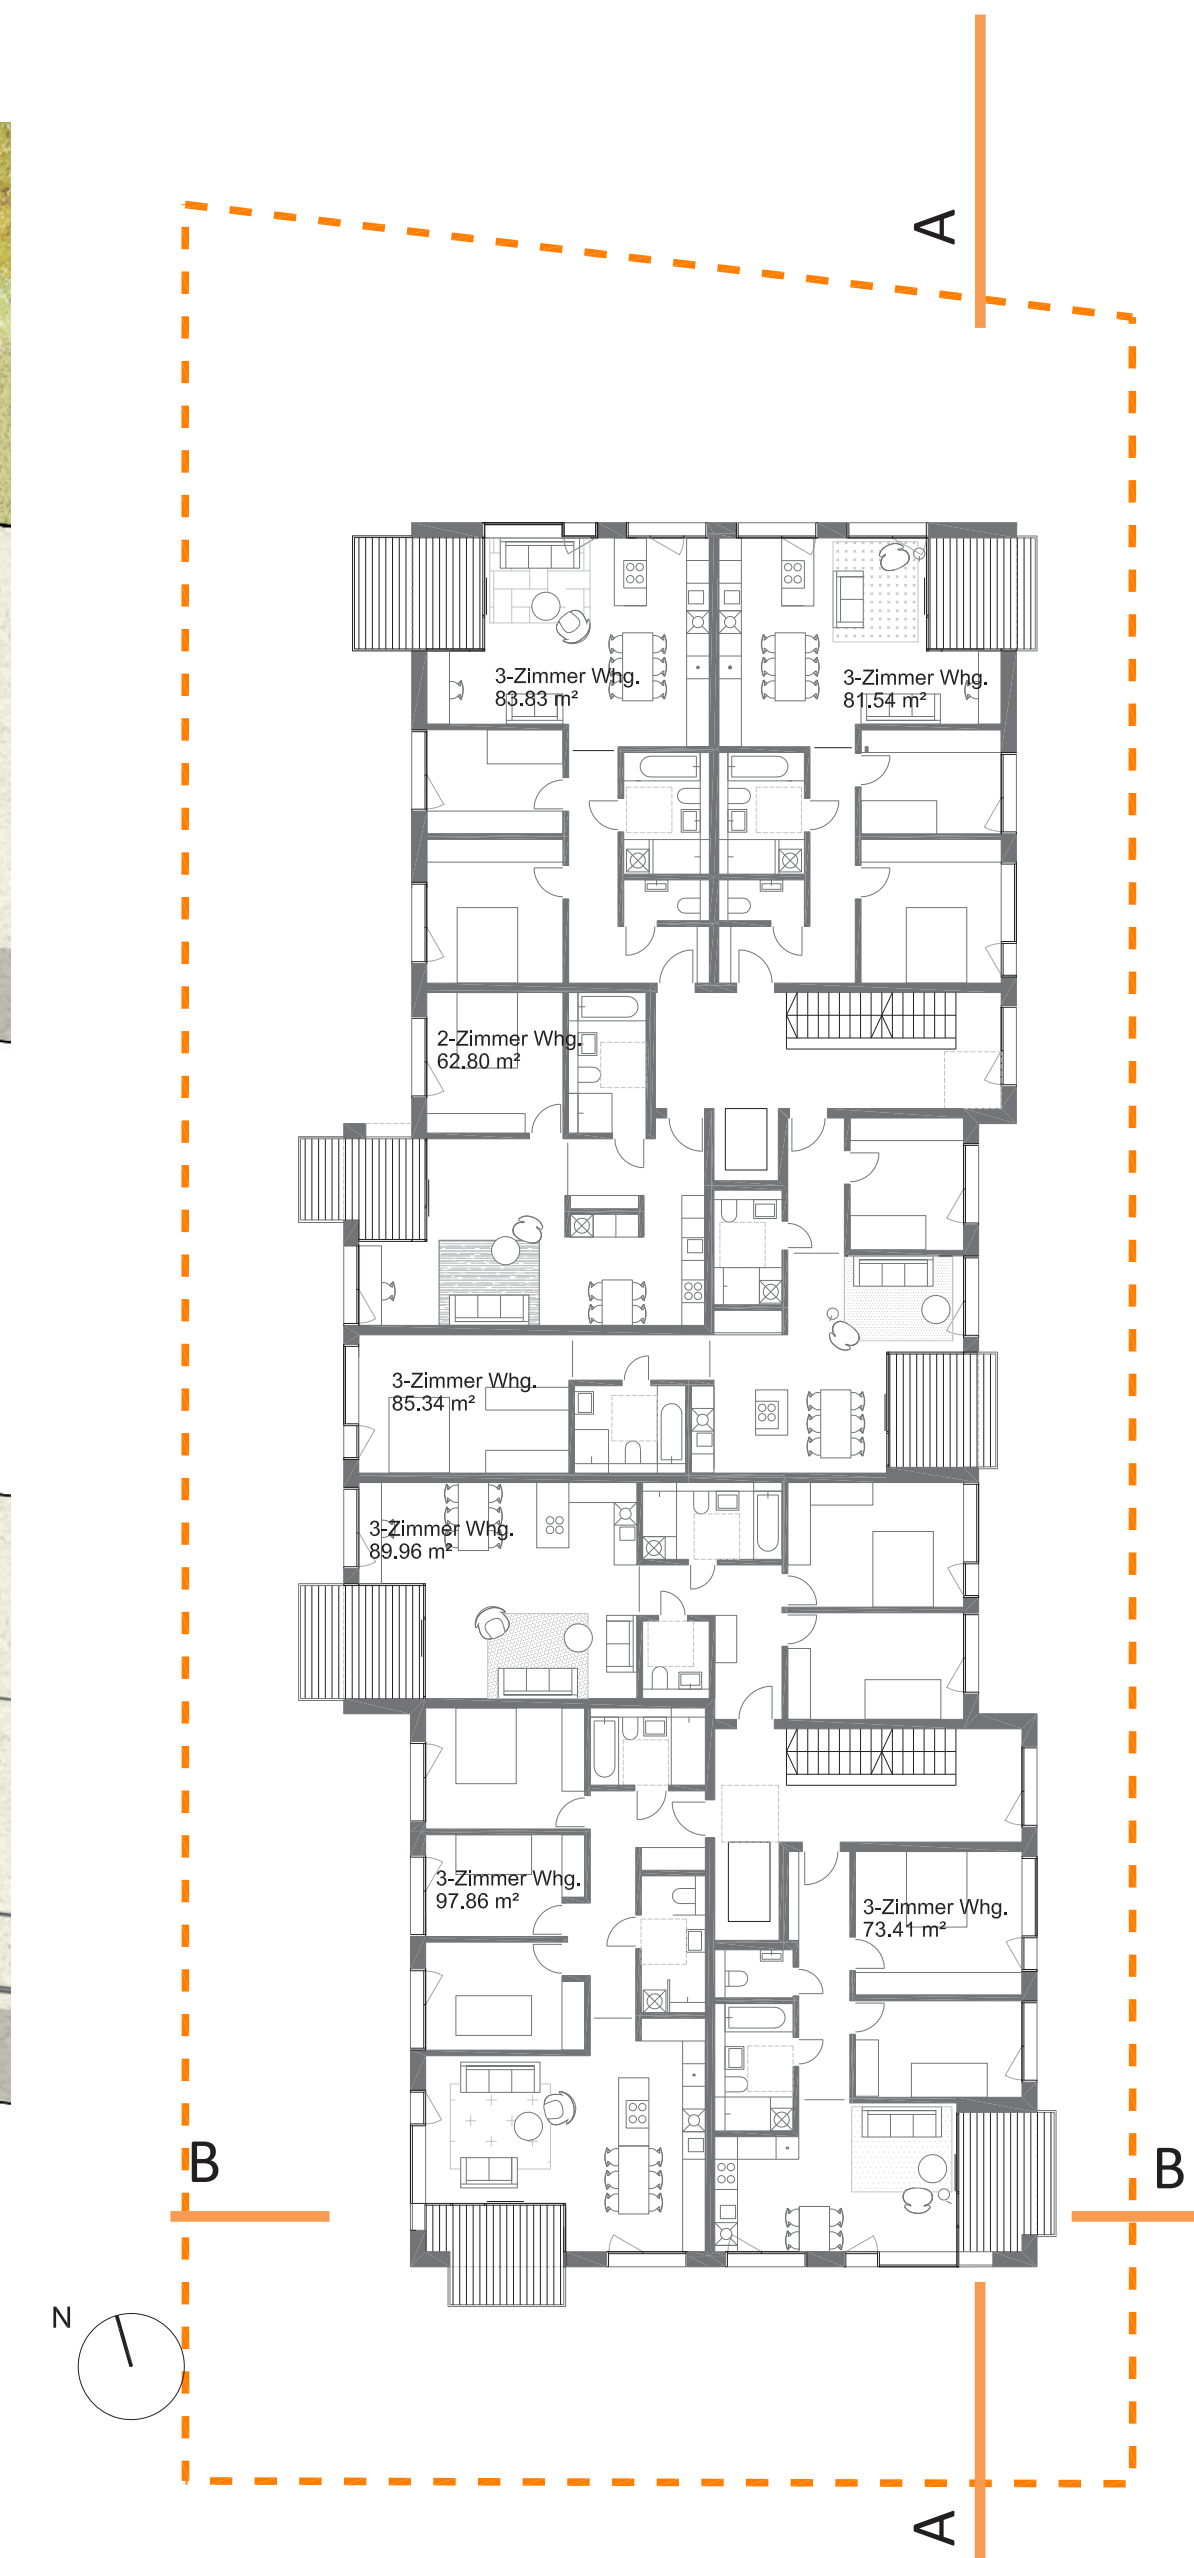 A
3-Zimmer Whg.
83.83 m²
3-Zimmer Whg.
81.54 m²
2-Zimmer Whg.
62.80 m²
3-Zimmer Whg.
85.34 m²
3-Zimmer Whg.
89.96 m²
3-Zimmer Whg.
97.86 m²
3-Zimmer Whg.
73.41 m²
B
B
N
A